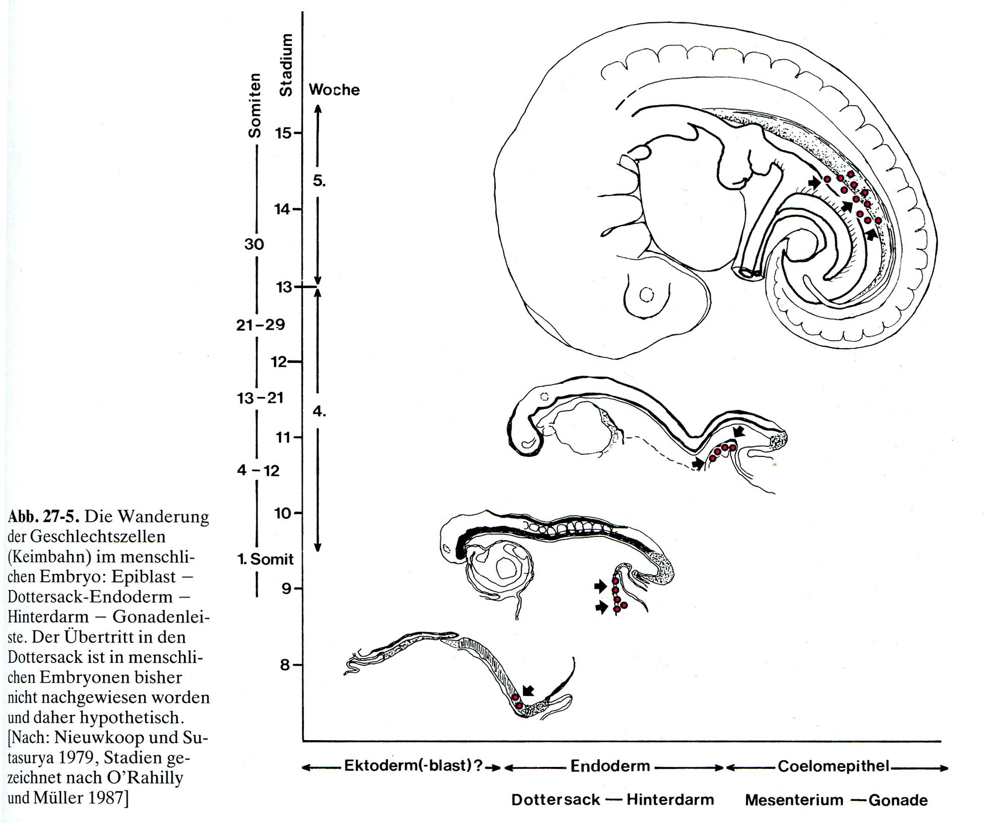 Somiten
Stadium
Woche
15
5.
14
30
13
21–29
12
13–21
4.
11
4–12
10
1. Somit
9
8
Abb. 27-5. Die Wanderung
der Geschlechtszellen
(Keimbahn) im menschli-
chen Embryo: Epiblast –
Dottersack-Endoderm –
Hinterdarm – Gonadenlei-
ste. Der Übertritt in den
Dottersack ist in menschli-
chen Embryonen bisher
nicht nachgewiesen worden
und daher hypothetisch.
[Nach: Nieuwkoop und Su-
tasurya 1979, Stadien ge-
zeichnet nach O'Rahilly
und Müller 1987]
Ektoderm(-blast)? Endoderm Coelomepithel
Dottersack — Hinterdarm Mesenterium — Gonade